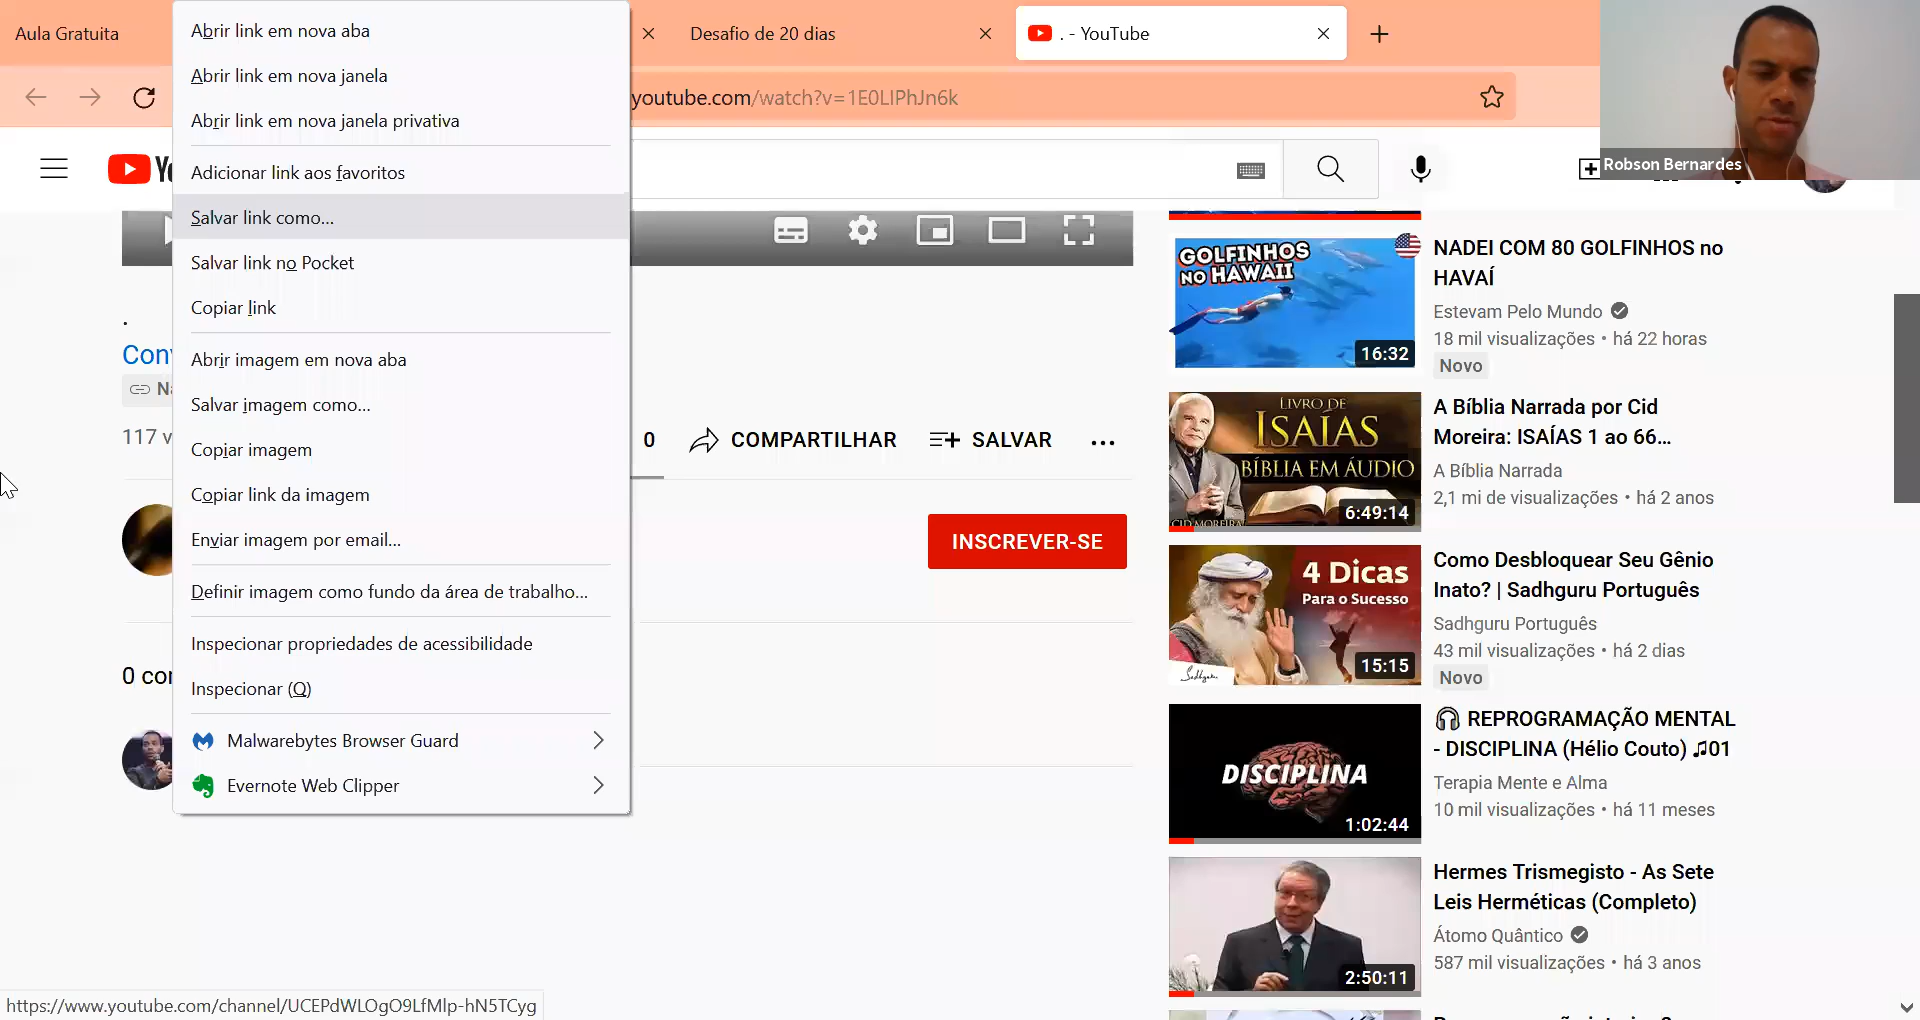 Aula Gratuita
Desafio de 20 dias
. - YouTube
youtube.com/watch?v=1E0LIPhJn6k
Robson Bernardes
Abrir link em nova aba
Abrir link em nova janela
Abrir link em nova janela privativa
Adicionar link aos favoritos
Salvar link como...
Salvar link no Pocket
Copiar link
Abrir imagem em nova aba
Salvar imagem como...
Copiar imagem
Copiar link da imagem
Enviar imagem por email...
Definir imagem como fundo da área de trabalho...
Inspecionar propriedades de acessibilidade
Inspecionar (Q)
Malwarebytes Browser Guard
Evernote Web Clipper
.
117
0 COMPARTILHAR SALVAR ...
INSCREVER-SE
0
GOLFINHOS
NO HAWAII
16:32
NADEI COM 80 GOLFINHOS no
HAVAÍ
Estevam Pelo Mundo
18 mil visualizações • há 22 horas
Novo
LIVRO DE
ISAÍAS
BÍBLIA EM ÁUDIO
CID MOREIRA
6:49:14
A Bíblia Narrada por Cid
Moreira: ISAÍAS 1 ao 66...
A Bíblia Narrada
2,1 mi de visualizações • há 2 anos
4 Dicas
Para o Sucesso
Sadhguru
15:15
Como Desbloquear Seu Gênio
Inato? | Sadhguru Português
Sadhguru Português
43 mil visualizações • há 2 dias
Novo
DISCIPLINA
1:02:44
🎧 REPROGRAMAÇÃO MENTAL
- DISCIPLINA (Hélio Couto) ♫01
Terapia Mente e Alma
10 mil visualizações • há 11 meses
2:50:11
Hermes Trismegisto - As Sete
Leis Herméticas (Completo)
Átomo Quântico
587 mil visualizações • há 3 anos
https://www.youtube.com/channel/UCEPdWLOgO9LfMlp-hN5TCyg